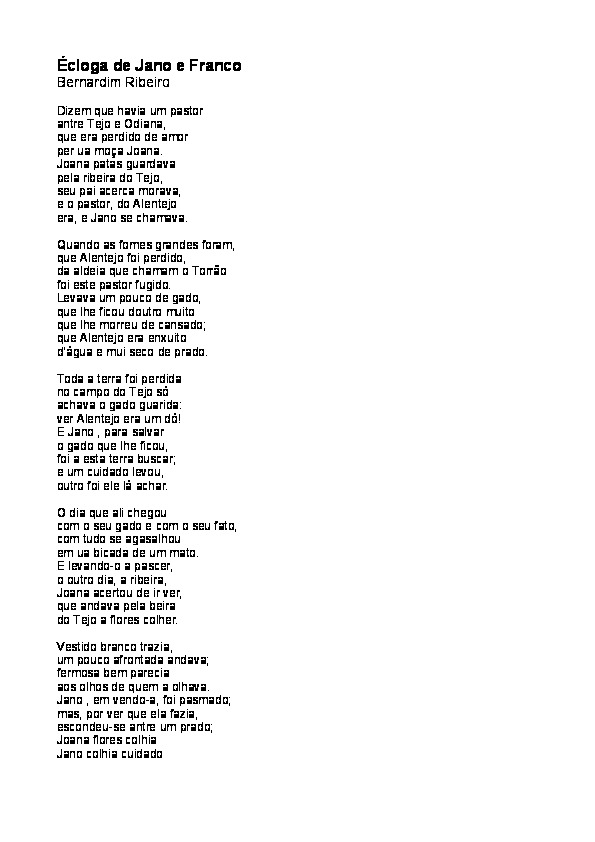 Écloga de Jano e Franco
Bernardim Ribeiro

Dizem que havia um pastor
antre Tejo e Odiana,
que era perdido de amor
per ua moça Joana.
Joana patas guardava
pela ribeira do Tejo,
seu pai acerca morava,
e o pastor, do Alentejo
era, e Jano se chamava.

Quando as fomes grandes foram,
que Alentejo foi perdido,
da aldeia que chamam o Torrão
foi este pastor fugido.
Levava um pouco de gado,
que lhe ficou doutro muito
que lhe morreu de cansado;
que Alentejo era enxuito
d'água e mui seco de prado.

Toda a terra foi perdida
no campo do Tejo só
achava o gado guarida:
ver Alentejo era um dó!
E Jano , para salvar
o gado que lhe ficou,
foi a esta terra buscar;
e um cuidado levou,
outro foi ele lá achar.

O dia que ali chegou
com o seu gado e com o seu fato,
com tudo se agasalhou
em ua bicada de um mato.
E levando-o a pascer,
o outro dia, a ribeira,
Joana acertou de ir ver,
que andava pela beira
do Tejo a flores colher.

Vestido branco trazia,
um pouco afrontada andava;
fermosa bem parecia
aos olhos de quem a olhava.
Jano , em vendo-a, foi pasmado;
mas, por ver que ela fazia,
escondeu-se antre um prado;
Joana flores colhia
Jano colhia cuidado